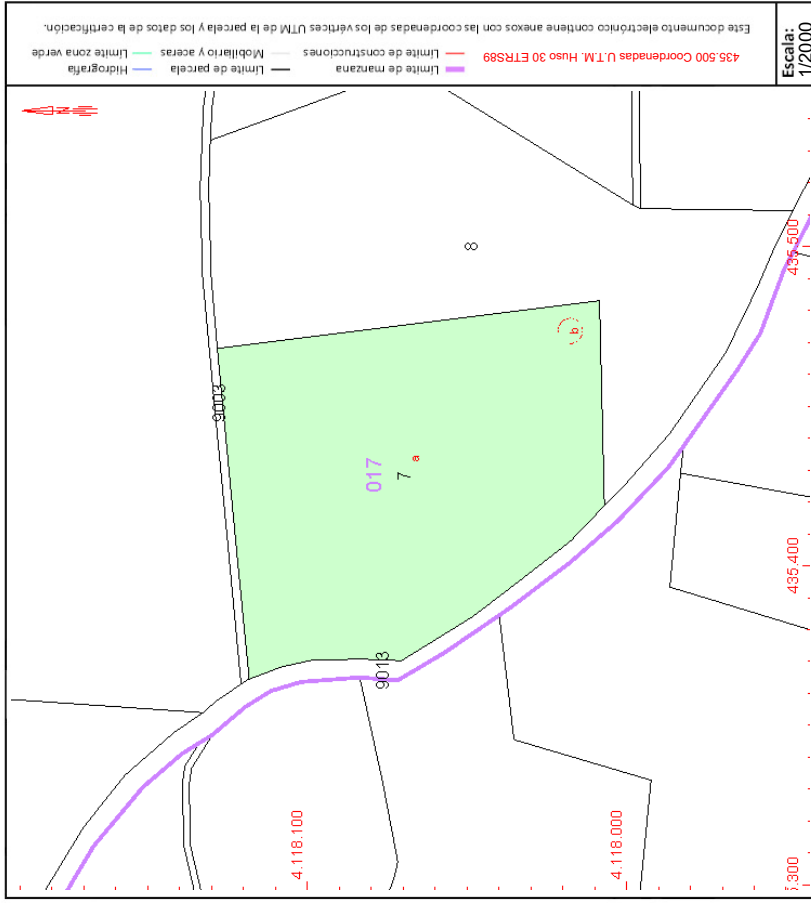 Este documento electrónico contiene anexos con las coordenadas de los vértices UTM de la parcela y los datos de la certificación.
435.500 Coordenadas U.T.M. Huso 30 ETRS89
Límite de manzana
Límite de construcciones
Límite de parcela
Mobiliario y aceras
Hidrografía
Límite zona verde
Escala:
1/2000
9003
8
435.500
b
017
7
a
435.400
9013
4.118.100
4.118.000
5.300